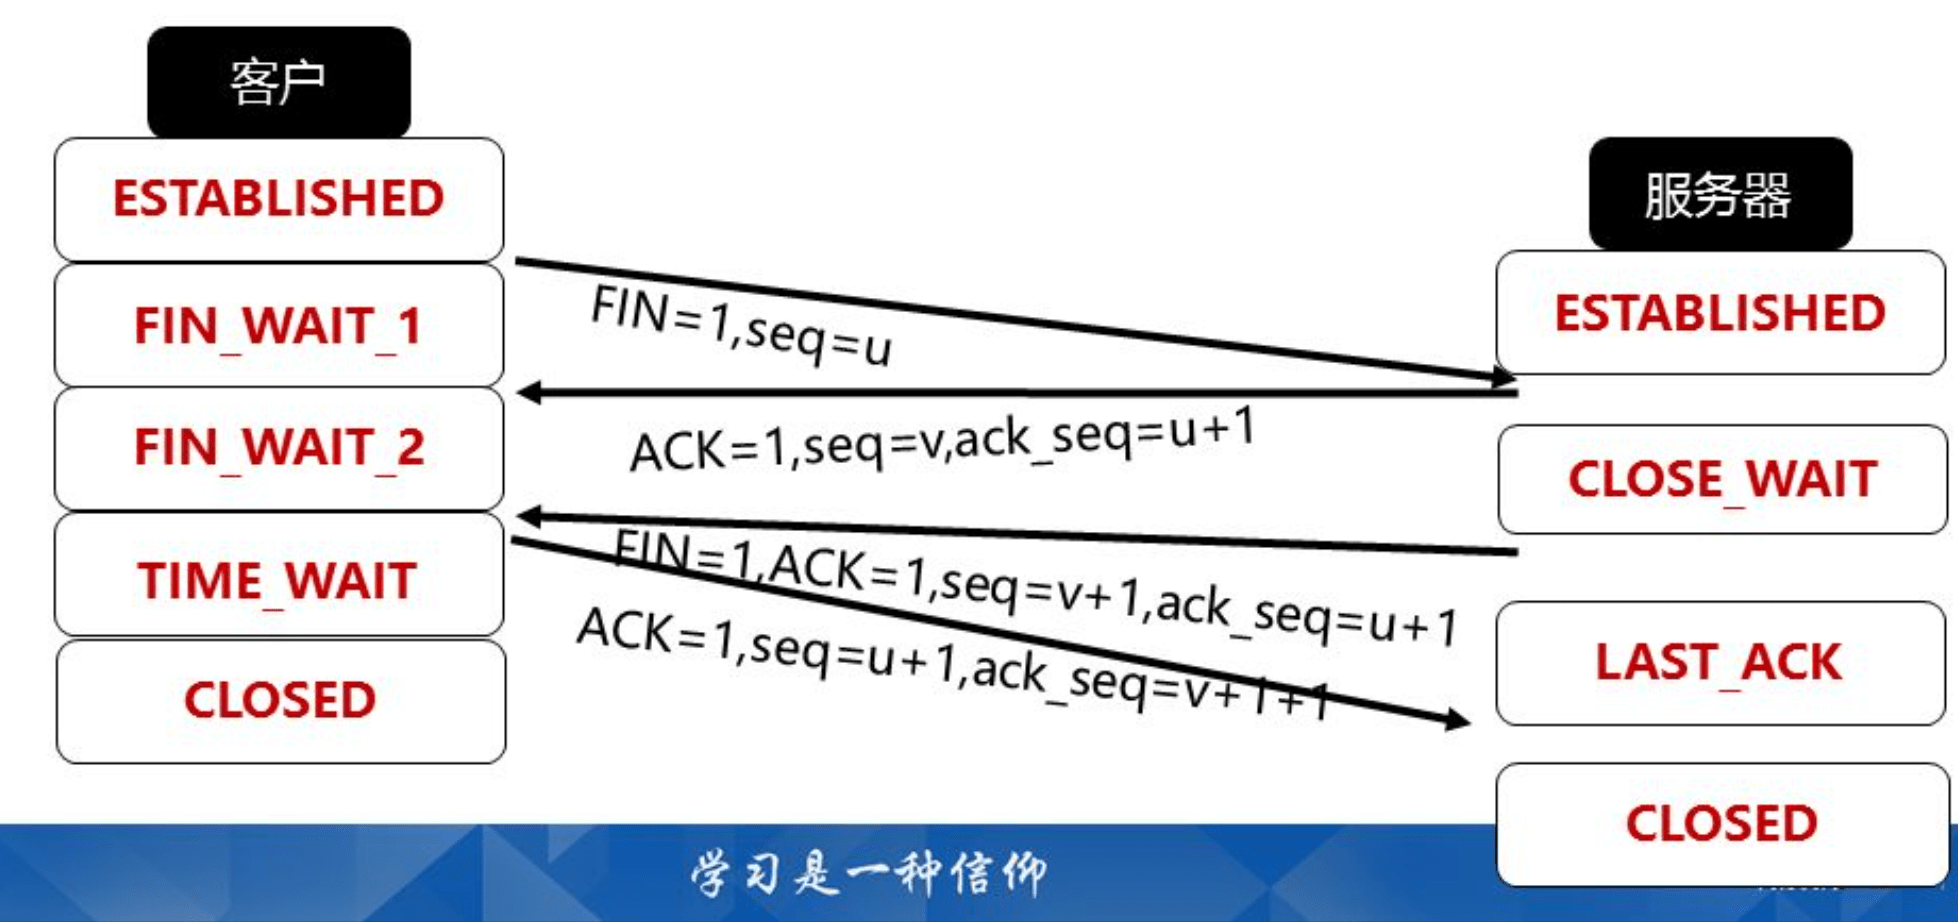 客户
ESTABLISHED
服务器
FIN_WAIT_1
FIN=1,seq=u
ESTABLISHED
FIN_WAIT_2
ACK=1,seq=v,ack_seq=u+1
CLOSE_WAIT
TIME_WAIT
FIN=1,ACK=1,seq=v+1,ack_seq=u+1
ACK=1,seq=u+1,ack_seq=v+1+1
LAST_ACK
CLOSED
CLOSED
学习是一种信仰